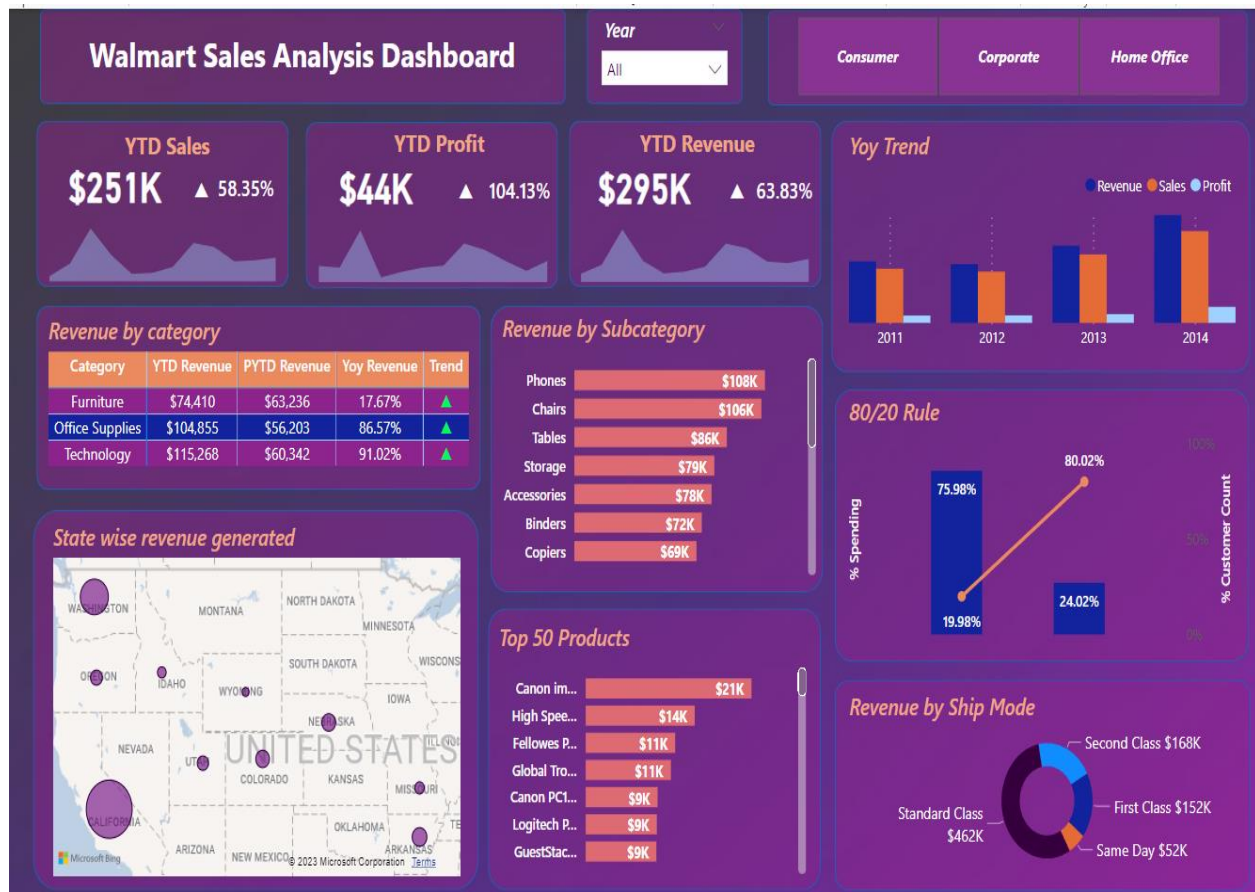 Walmart Sales Analysis Dashboard
Year
All
Consumer
Corporate
Home Office
YTD Sales
$251K ▲ 58.35%
YTD Profit
$44K ▲ 104.13%
YTD Revenue
$295K ▲ 63.83%
Yoy Trend
Revenue Sales Profit
2011 2012 2013 2014
Revenue by category
Category YTD Revenue PYTD Revenue Yoy Revenue Trend
Furniture $74,410 $63,236 17.67% ▲
Office Supplies $104,855 $56,203 86.57% ▲
Technology $115,268 $60,342 91.02% ▲
Revenue by Subcategory
Phones $108K
Chairs $106K
Tables $86K
Storage $79K
Accessories $78K
Binders $72K
Copiers $69K
80/20 Rule
% Spending
75.98%
19.98%
80.02%
24.02%
100%
50%
0%
% Customer Count
State wise revenue generated
WASHINGTON
MONTANA
NORTH DAKOTA
MINNESOTA
OREGON
IDAHO
SOUTH DAKOTA
WISCONS
WYOMING
IOWA
NEBRASKA
NEVADA
UTAH
UNITED STATES
COLORADO
KANSAS
MISSOURI
CALIFORNIA
OKLAHOMA
TE
ARIZONA
NEW MEXICO
ARKANSAS
Microsoft Bing
© 2023 Microsoft Corporation Terms
Top 50 Products
Canon im... $21K
High Spee... $14K
Fellowes P... $11K
Global Tro... $11K
Canon PC1... $9K
Logitech P... $9K
GuestStac... $9K
Revenue by Ship Mode
Second Class $168K
First Class $152K
Same Day $52K
Standard Class
$462K